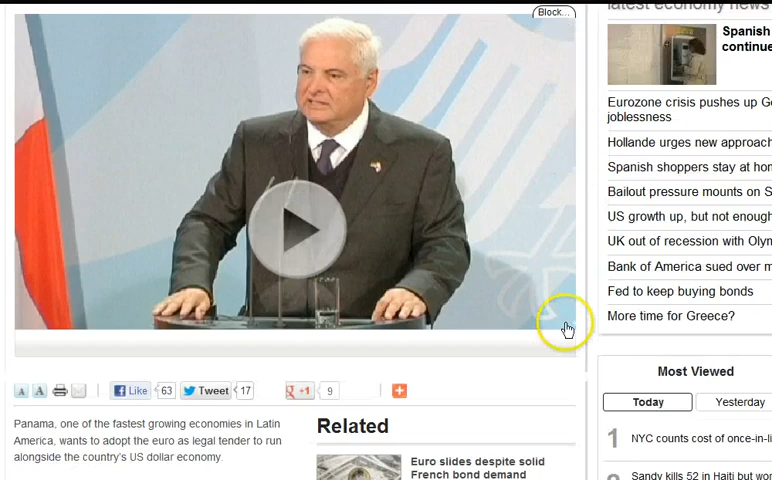 latest economy news
Block...
Spanish
continue
Eurozone crisis pushes up G
joblessness
Hollande urges new approach
Spanish shoppers stay at hom
Bailout pressure mounts on S
US growth up, but not enough
UK out of recession with Olym
Bank of America sued over m
Fed to keep buying bonds
More time for Greece?
Most Viewed
Today
Yesterday
1 NYC counts cost of once-in-li
Sandy kills 52 in Haiti but wor
A A Like 63 Tweet 17 g +1 9
Panama, one of the fastest growing economies in Latin
America, wants to adopt the euro as legal tender to run
alongside the country's US dollar economy.
Related
Euro slides despite solid
French bond demand